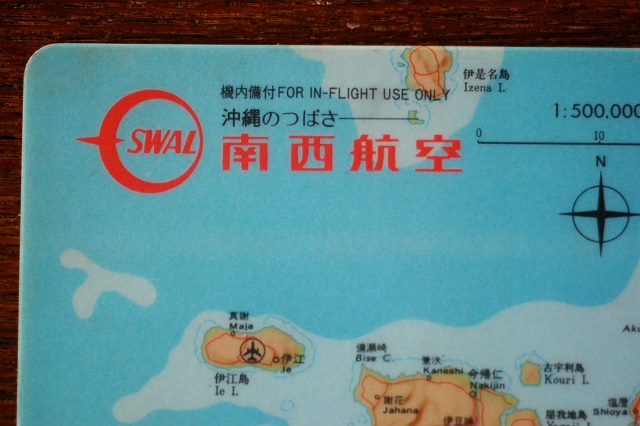 機内備付FOR IN-FLIGHT USE ONLY
沖縄のつばさ
SWAL
南西航空
伊是名島
Izena I.
1:500,000
0 10
N
真謝
Maja
伊江
Ie
伊江島
Ie I.
備瀬崎
Bise C.
兼次
Kaneshi
今帰仁
Nakijin
古宇利島
Kouri I.
謝花
Jahana
屋我地島
塩屋
Shioya